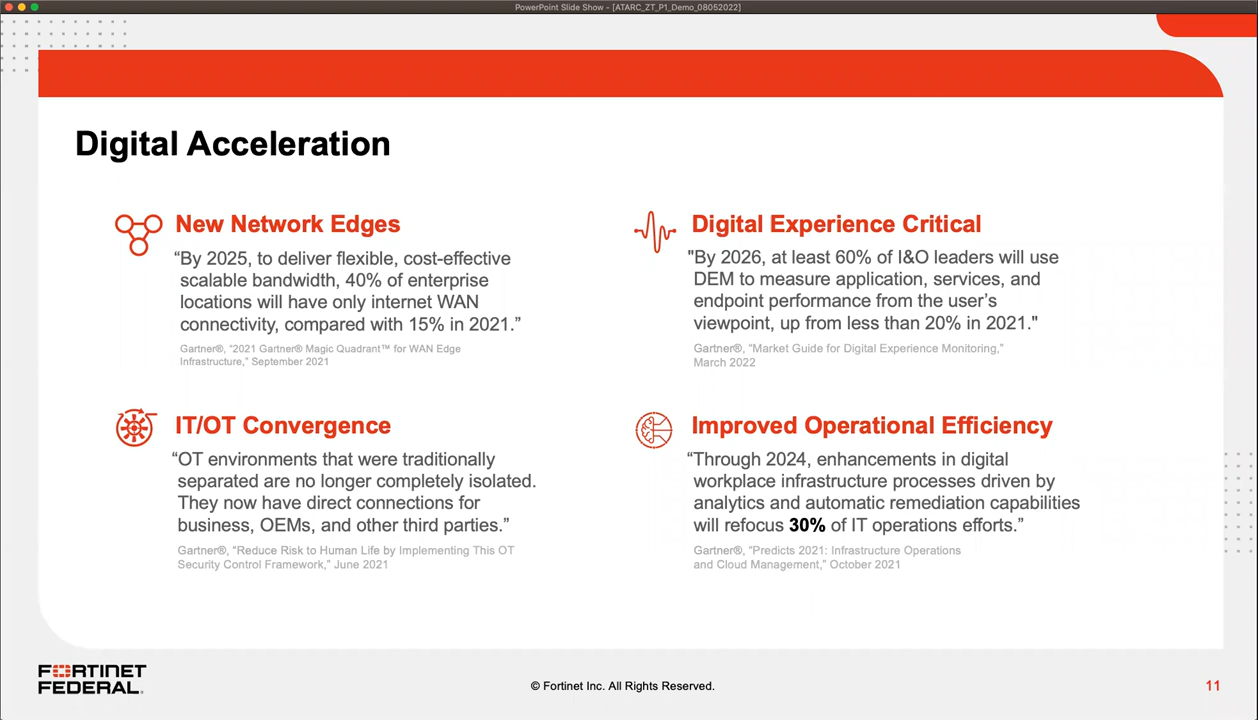 PowerPoint Slide Show - [ATARC_ZT_P1_Demo_08052022]
Digital Acceleration
New Network Edges
“By 2025, to deliver flexible, cost-effective
scalable bandwidth, 40% of enterprise
locations will have only internet WAN
connectivity, compared with 15% in 2021.”
Gartner®, “2021 Gartner® Magic Quadrant™ for WAN Edge
Infrastructure,” September 2021
Digital Experience Critical
"By 2026, at least 60% of I&O leaders will use
DEM to measure application, services, and
endpoint performance from the user’s
viewpoint, up from less than 20% in 2021."
Gartner®, “Market Guide for Digital Experience Monitoring,”
March 2022
IT/OT Convergence
“OT environments that were traditionally
separated are no longer completely isolated.
They now have direct connections for
business, OEMs, and other third parties.”
Gartner®, “Reduce Risk to Human Life by Implementing This OT
Security Control Framework,” June 2021
Improved Operational Efficiency
“Through 2024, enhancements in digital
workplace infrastructure processes driven by
analytics and automatic remediation capabilities
will refocus 30% of IT operations efforts.”
Gartner®, “Predicts 2021: Infrastructure Operations
and Cloud Management,” October 2021
FORTINET
FEDERAL
© Fortinet Inc. All Rights Reserved.
11